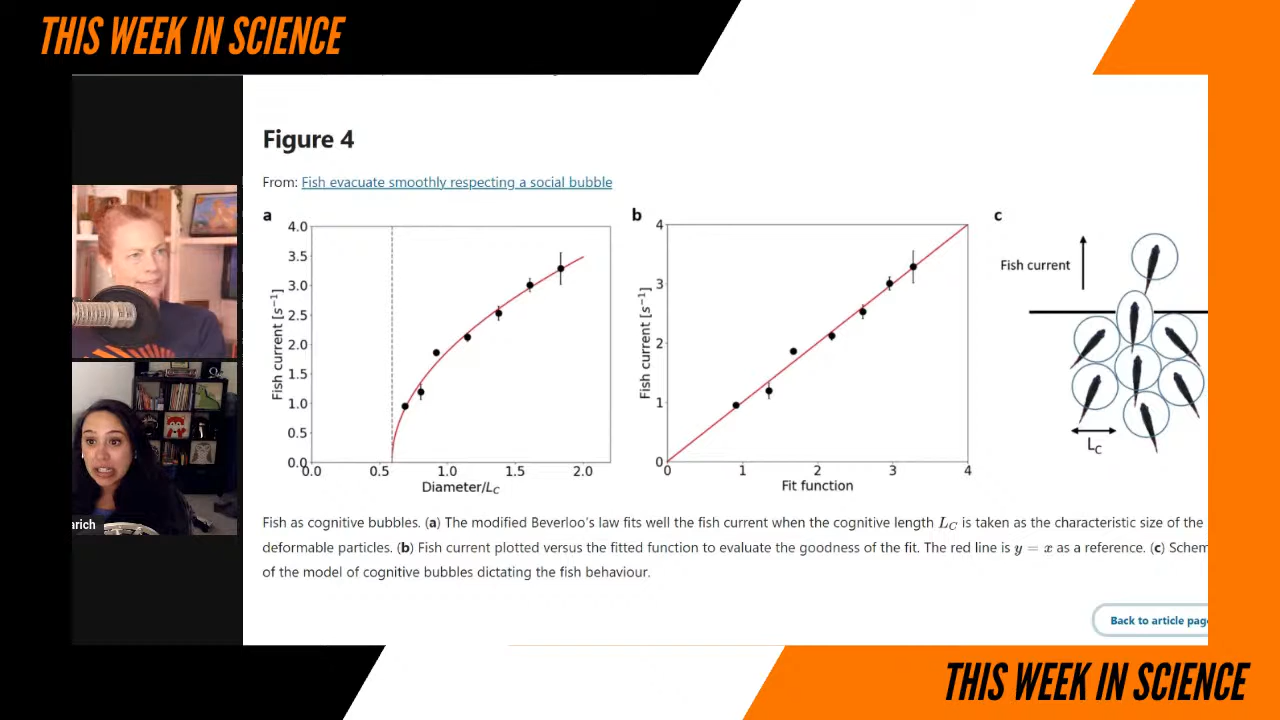 THIS WEEK IN SCIENCE
Figure 4
From: Fish evacuate smoothly respecting a social bubble
a
4.0
3.5
3.0
2.5
2.0
1.5
1.0
0.5
0.0
Fish current [s⁻¹]
0.0 0.5 1.0 1.5 2.0
Diameter/L_C
b
4
3
2
1
0
Fish current [s⁻¹]
0 1 2 3 4
Fit function
c
Fish current
L_C
arich
Fish as cognitive bubbles. (a) The modified Beverloo's law fits well the fish current when the cognitive length L_C is taken as the characteristic size of the
deformable particles. (b) Fish current plotted versus the fitted function to evaluate the goodness of the fit. The red line is y = x as a reference. (c) Schem
of the model of cognitive bubbles dictating the fish behaviour.
Back to article pag
THIS WEEK IN SCIENCE